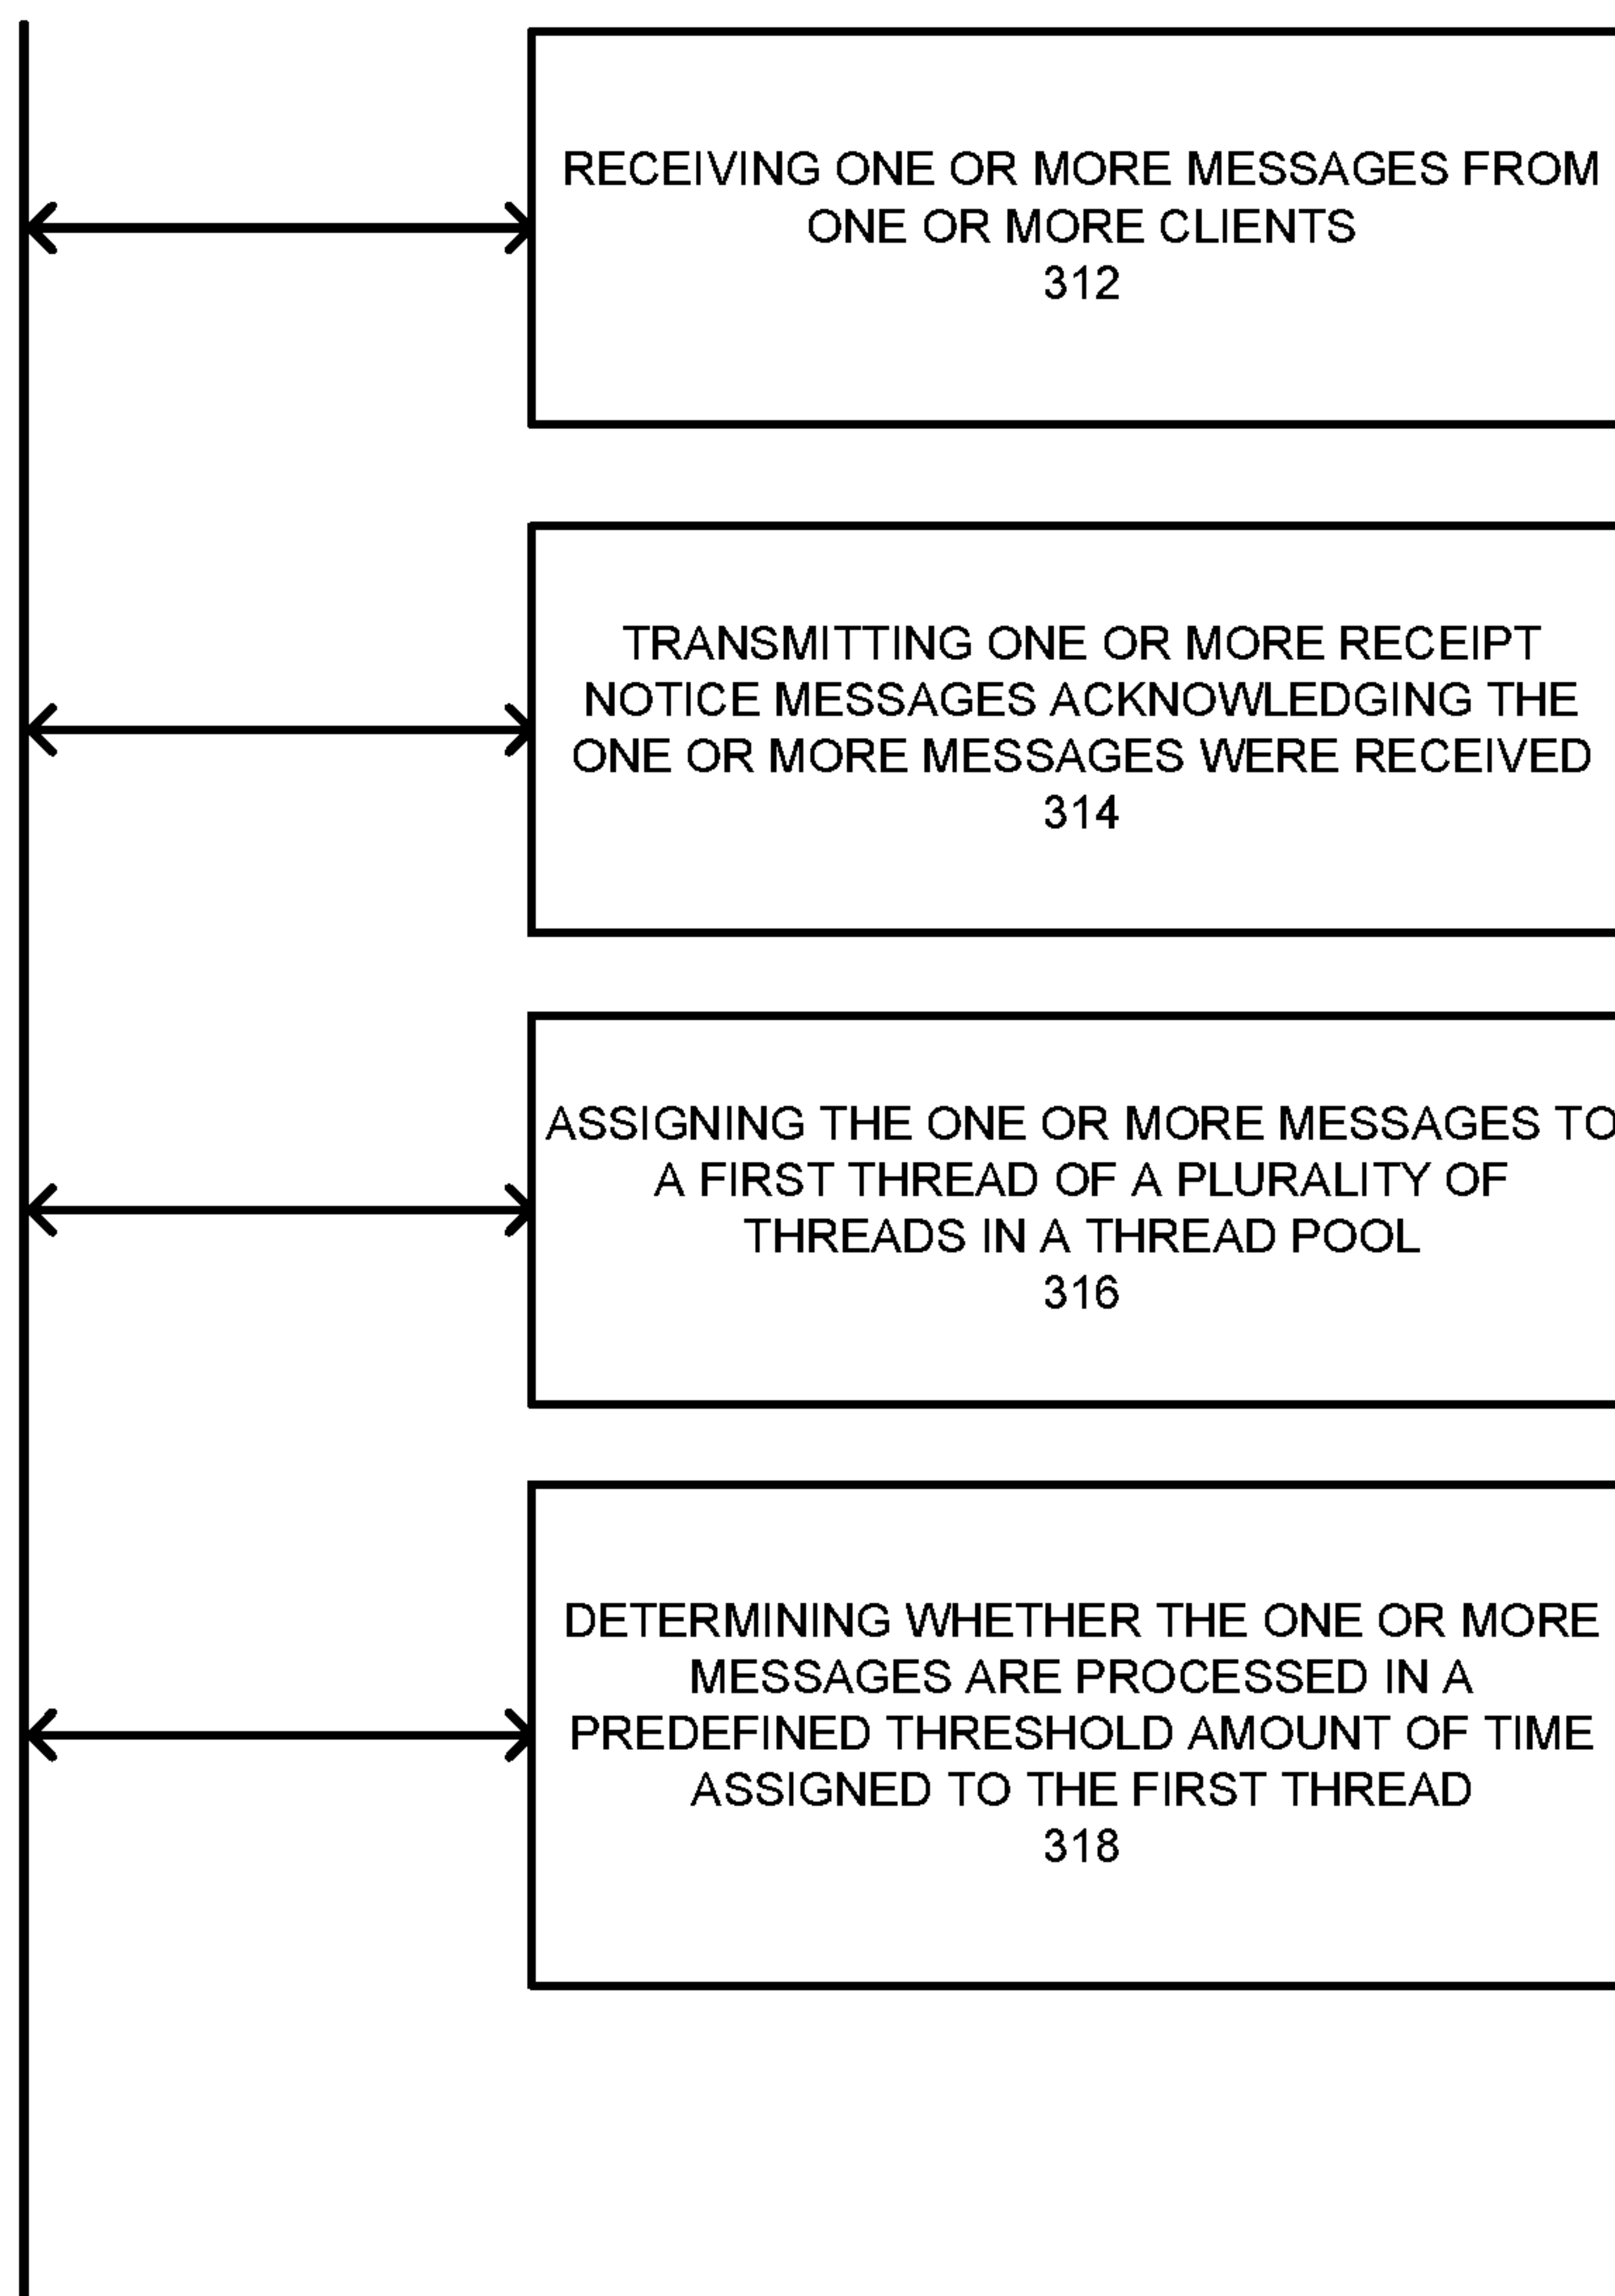 RECEIVING ONE OR MORE MESSAGES FROM
ONE OR MORE CLIENTS
312
TRANSMITTING ONE OR MORE RECEIPT
NOTICE MESSAGES ACKNOWLEDGING THE
ONE OR MORE MESSAGES WERE RECEIVED
314
ASSIGNING THE ONE OR MORE MESSAGES TO
A FIRST THREAD OF A PLURALITY OF
THREADS IN A THREAD POOL
316
DETERMINING WHETHER THE ONE OR MORE
MESSAGES ARE PROCESSED IN A
PREDEFINED THRESHOLD AMOUNT OF TIME
ASSIGNED TO THE FIRST THREAD
318